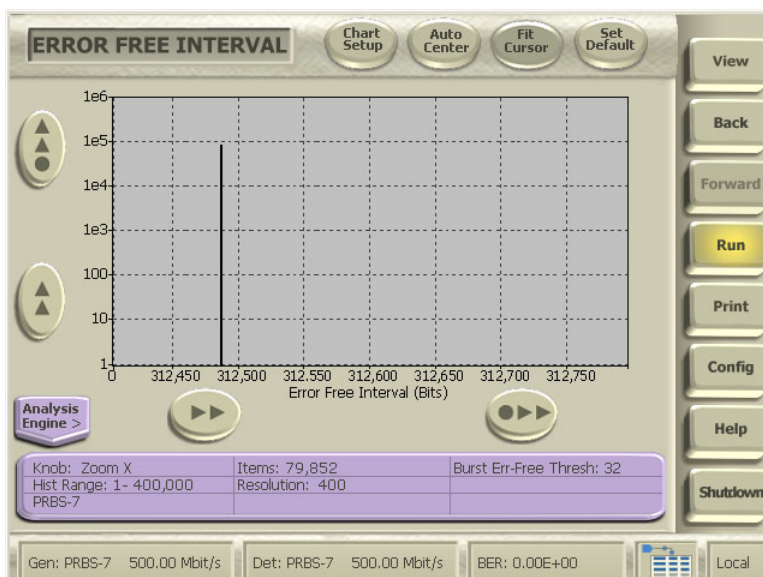 ERROR FREE INTERVAL
Chart Setup
Auto Center
Fit Cursor
Set Default
View
Back
Forward
Run
Print
Config
Help
Shutdown
1e6
1e5
1e4
1e3
100
10
1
0 312,450 312,500 312,550 312,600 312,650 312,700 312,750
Error Free Interval (Bits)
Analysis Engine >
Knob: Zoom X Items: 79,852 Burst Err-Free Thresh: 32
Hist Range: 1- 400,000 Resolution: 400
PRBS-7
Gen: PRBS-7 500.00 Mbit/s Det: PRBS-7 500.00 Mbit/s BER: 0.00E+00 Local